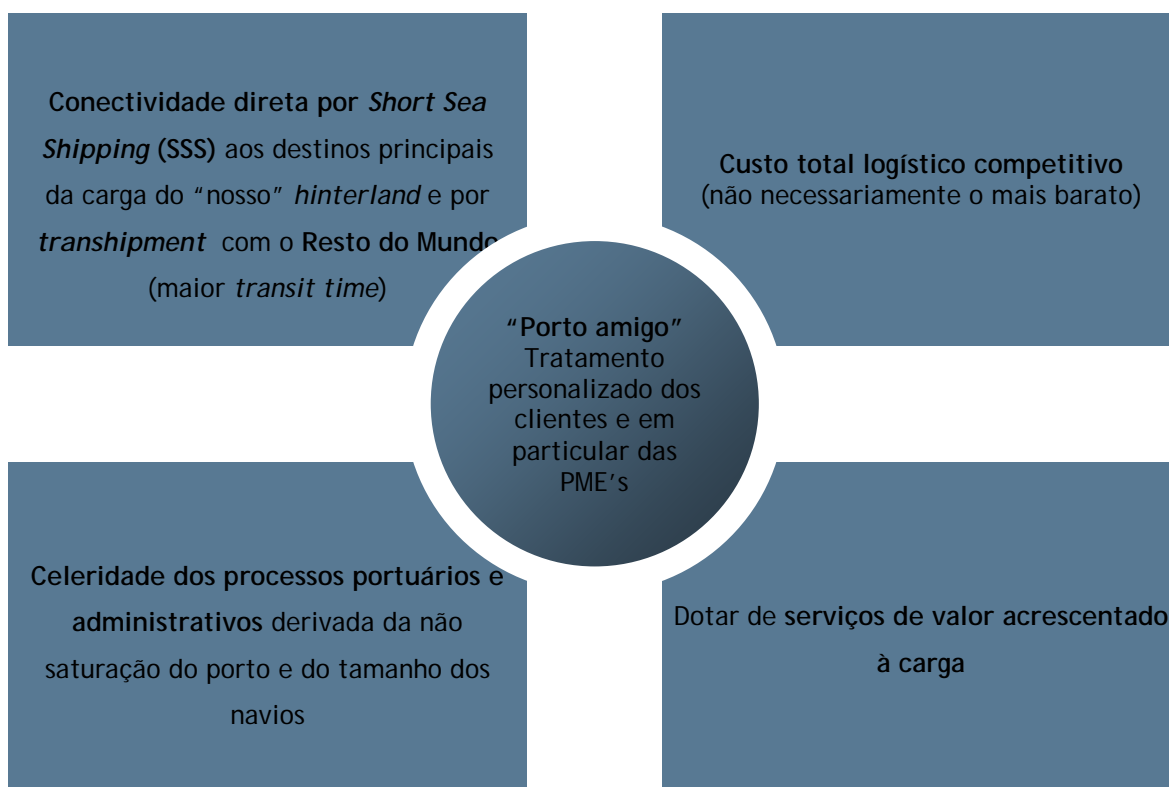 Conectividade direta por Short Sea
Shipping (SSS) aos destinos principais
da carga do “nosso” hinterland e por
transhipment com o Resto do Mundo
(maior transit time)
Custo total logístico competitivo
(não necessariamente o mais barato)
“Porto amigo”
Tratamento
personalizado dos
clientes e em
particular das
PME’s
Celeridade dos processos portuários e
administrativos derivada da não
saturação do porto e do tamanho dos
navios
Dotar de serviços de valor acrescentado
à carga